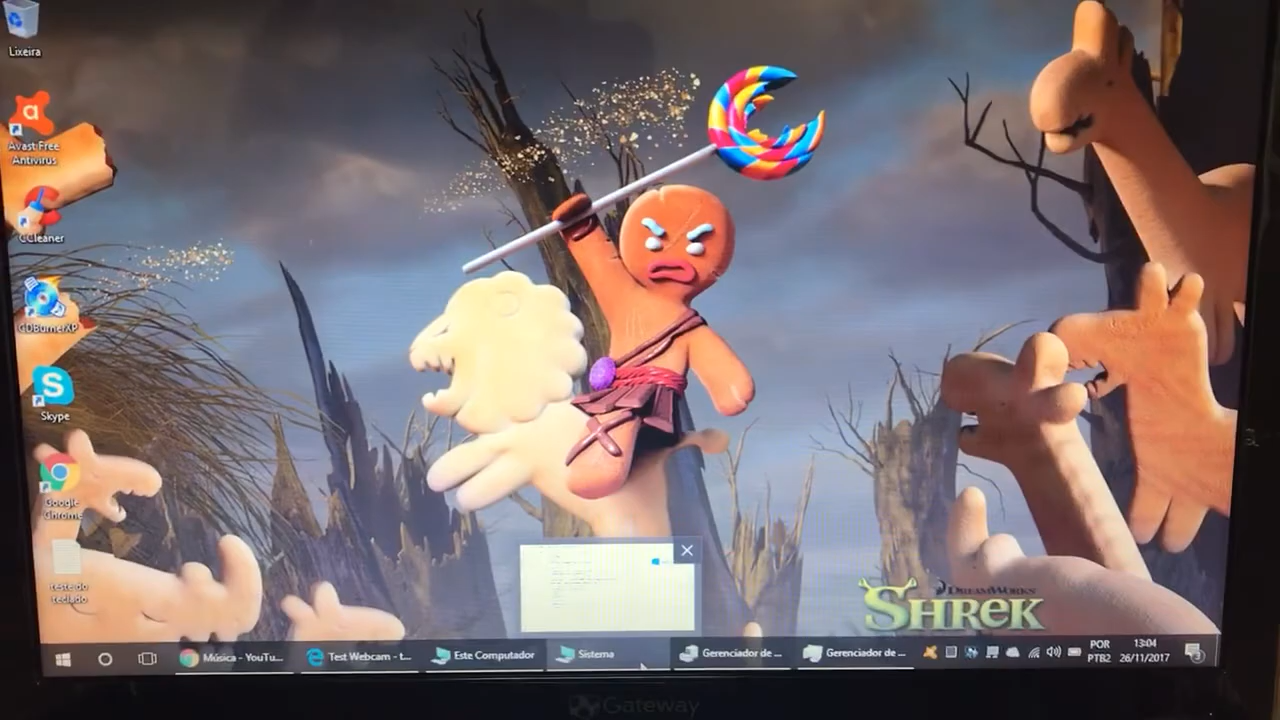 Lixeira
Avast Free
Antivirus
CCleaner
CDBurnerXP
Skype
Google
Chrome
teste do
teclado
DREAMWORKS
SHREK
Música - YouTu...
Test Webcam - t...
Este Computador
Sistema
Gerenciador de ...
Gerenciador de ...
POR
PTB2
13:04
26/11/2017
3
Gateway